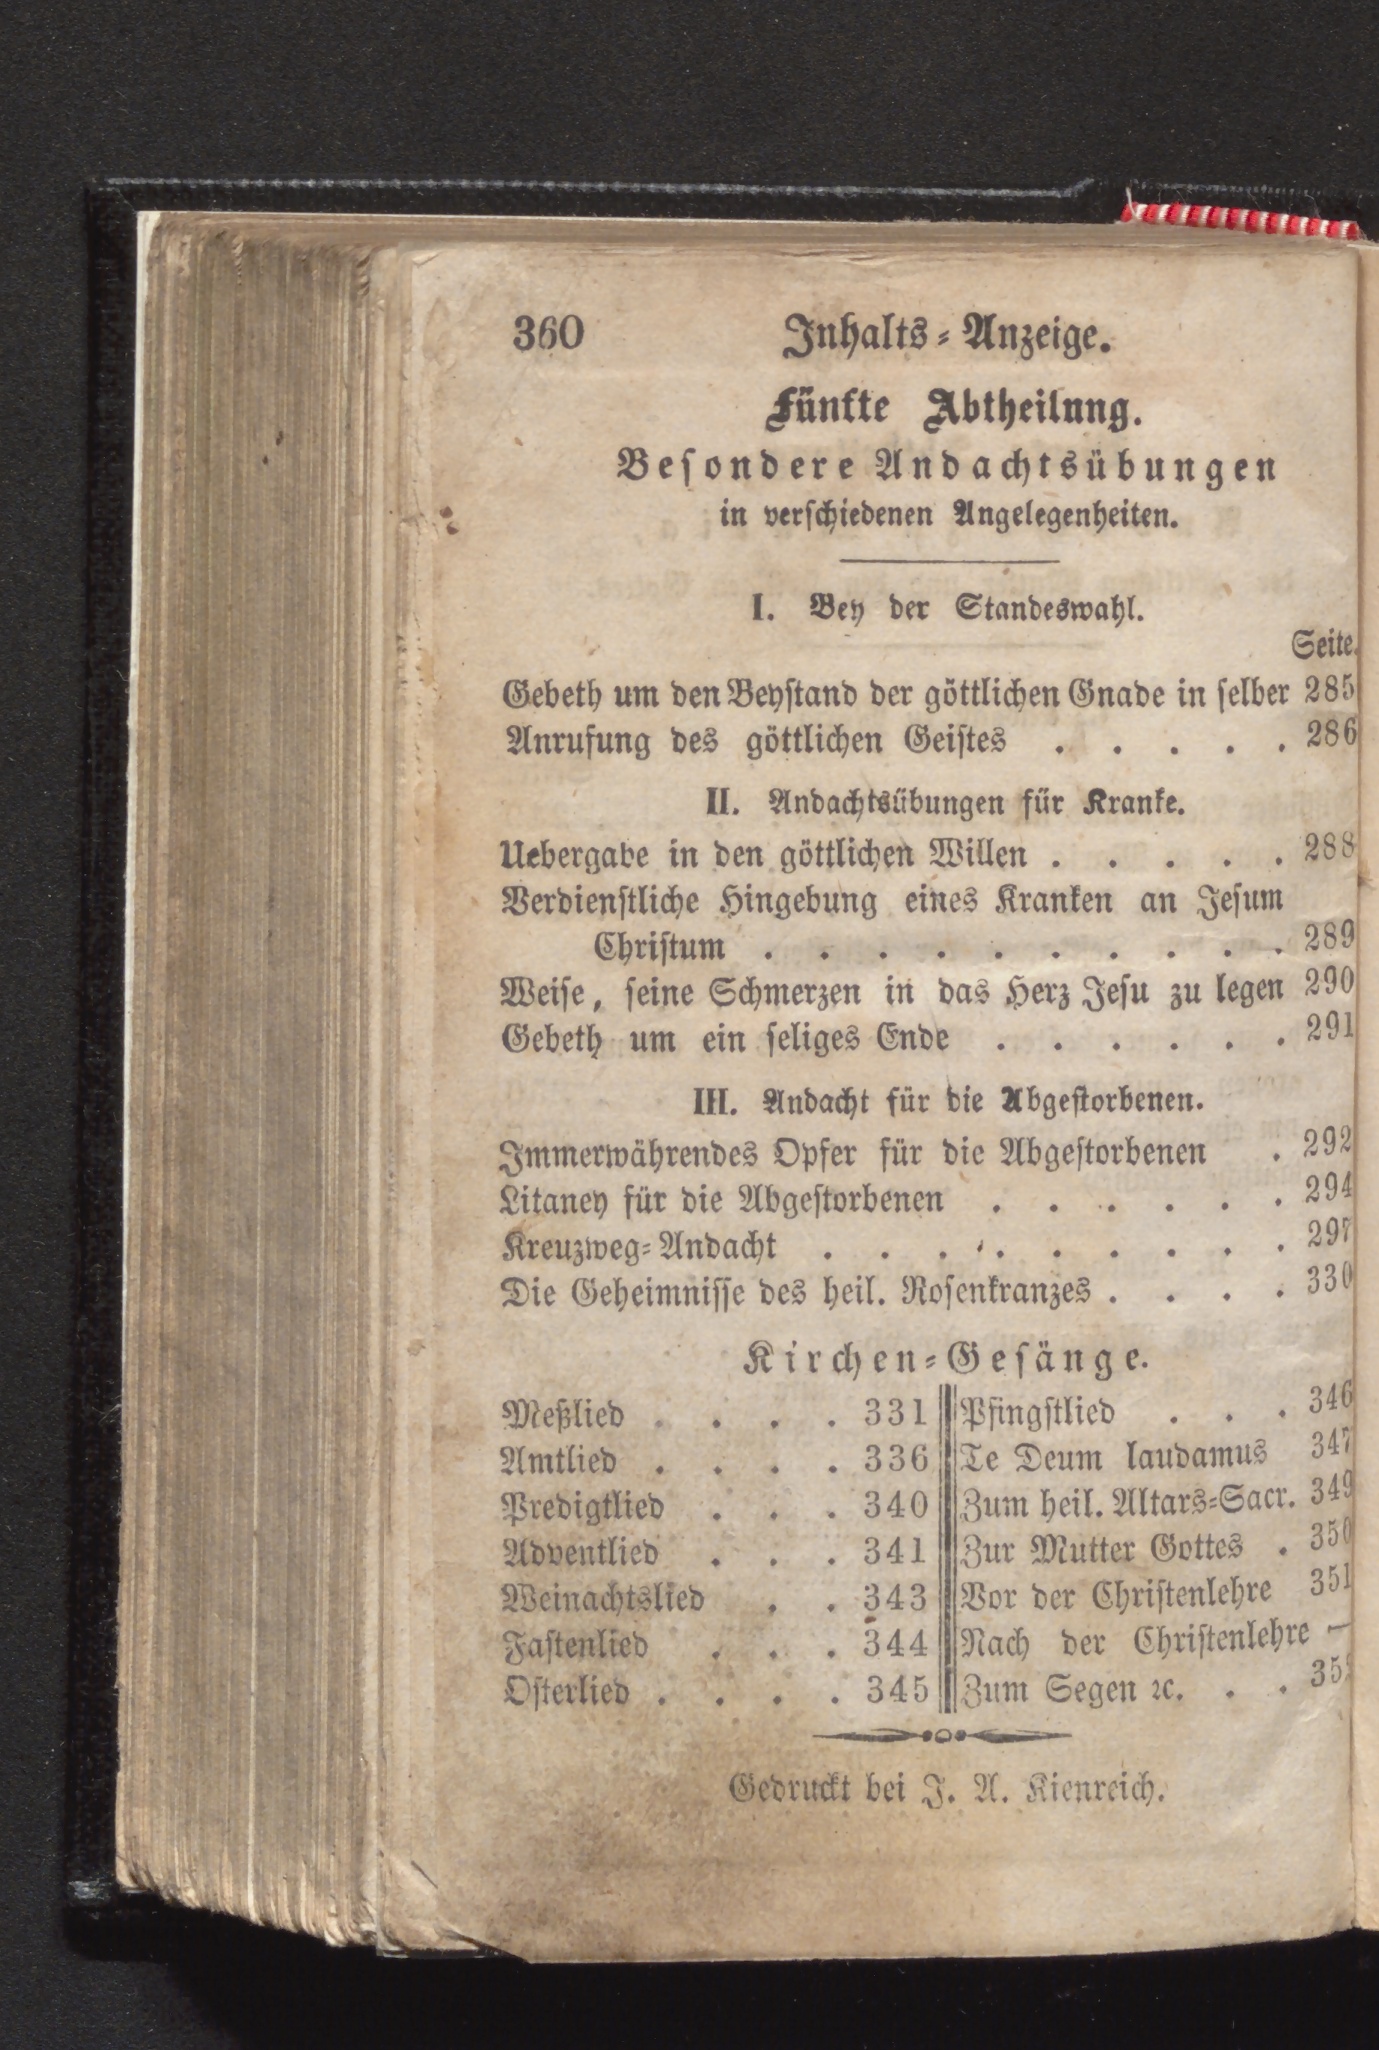 360 Inhalts-Anzeige.
Fünfte Abtheilung.
Besondere Andachtsübungen
in verschiedenen Angelegenheiten.
I. Bey der Standeswahl.
Seite.
Gebeth um den Beystand der göttlichen Gnade in selber 285
Anrufung des göttlichen Geistes . . . . . 286
II. Andachtsübungen für Kranke.
Uebergabe in den göttlichen Willen . . . . . 288
Verdienstliche Hingebung eines Kranken an Jesum
Christum . . . . . . . . . . 289
Weise, seine Schmerzen in das Herz Jesu zu legen 290
Gebeth um ein seliges Ende . . . . . . 291
III. Andacht für die Abgestorbenen.
Immerwährendes Opfer für die Abgestorbenen . 292
Litaney für die Abgestorbenen . . . . . . 294
Kreuzweg-Andacht . . . . . . . . . 297
Die Geheimnisse des heil. Rosenkranzes . . . . 330
Kirchen-Gesänge.
Meßlied . . . . 331
Amtlied . . . . 336
Predigtlied . . . 340
Adventlied . . . 341
Weinachtslied . . 343
Fastenlied . . . 344
Osterlied . . . . 345
Pfingstlied . . . 346
Te Deum laudamus 347
Zum heil. Altars-Sacr. 349
Zur Mutter Gottes . 350
Vor der Christenlehre 351
Nach der Christenlehre —
Zum Segen ꝛc. . .
Gedruckt bei J. A. Kienreich.